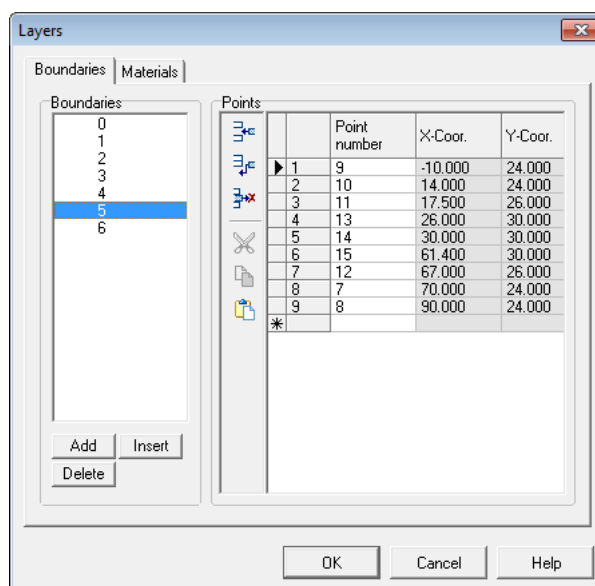 Layers
Boundaries Materials
Boundaries
0
1
2
3
4
5
6
Add Insert
Delete
Points
Point number X-Coor. Y-Coor.
1 9 -10.000 24.000
2 10 14.000 24.000
3 11 17.500 26.000
4 13 26.000 30.000
5 14 30.000 30.000
6 15 61.400 30.000
7 12 67.000 26.000
8 7 70.000 24.000
9 8 90.000 24.000
OK Cancel Help